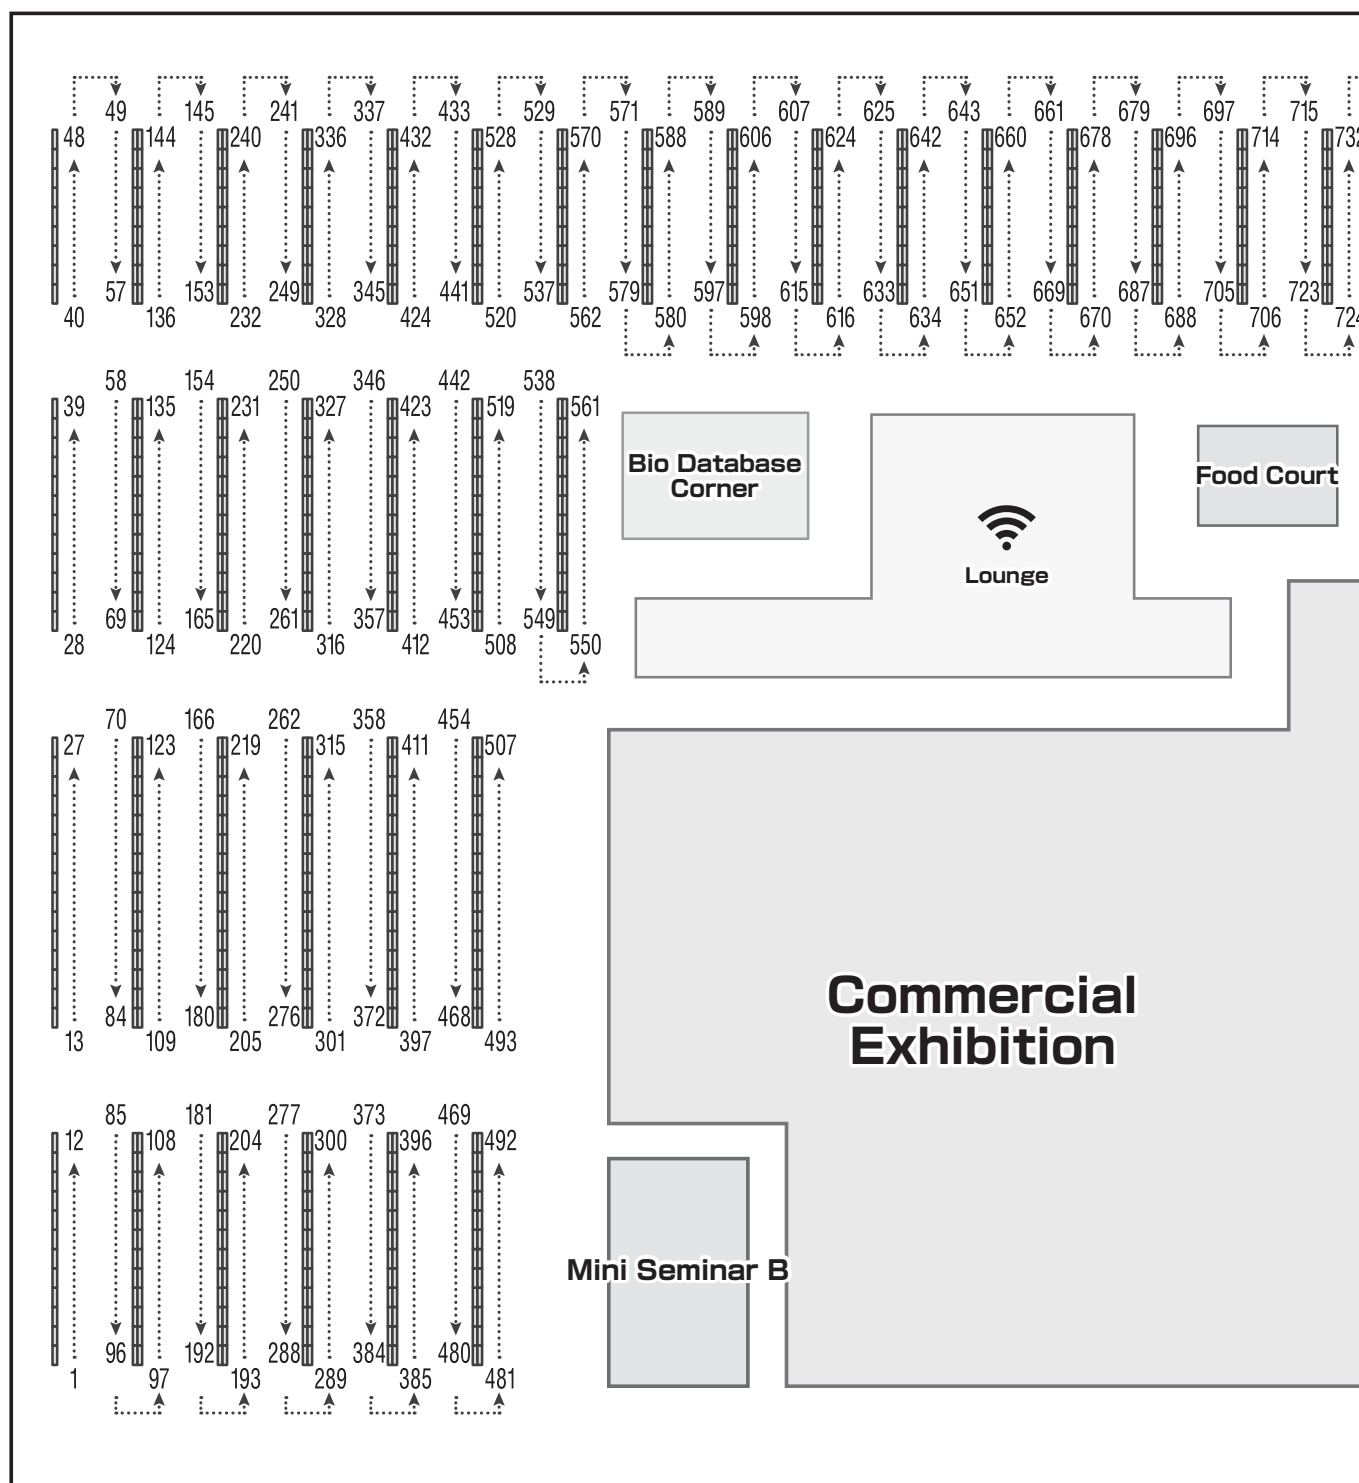 49 145 241 337 433 529 571 589 607 625 643 661 679 697 715
48 144 240 336 432 528 570 588 606 624 642 660 678 696 714 732
57 153 249 345 441 537 579 597 615 633 651 669 687 705 723
40 136 232 328 424 520 562 580 598 616 634 652 670 688 706 724
58 154 250 346 442 538
39 135 231 327 423 519 561
Bio Database
Corner
Food Court
Lounge
69 165 261 357 453 549
28 124 220 316 412 508 550
70 166 262 358 454
27 123 219 315 411 507
84 180 276 372 468
13 109 205 301 397 493
Commercial
Exhibition
85 181 277 373 469
12 108 204 300 396 492
Mini Seminar B
96 192 288 384 480
1 97 193 289 385 481